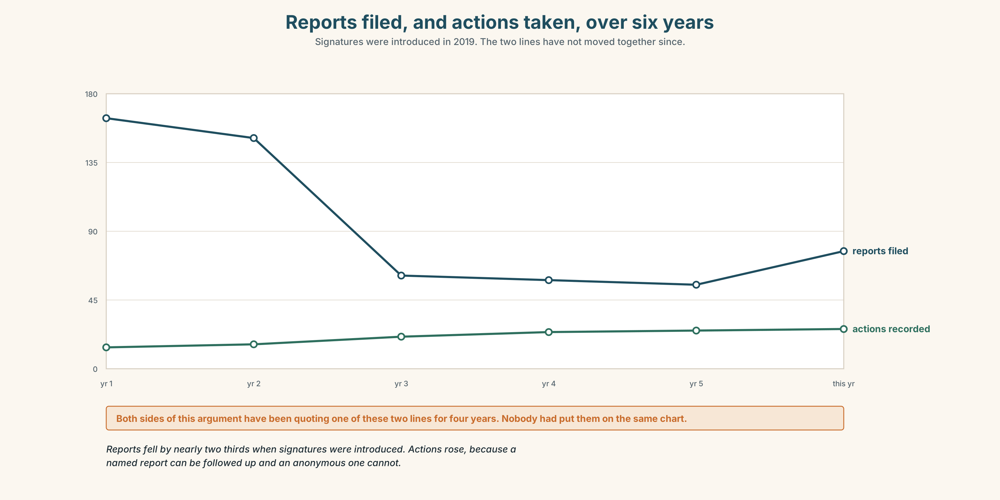 Reports filed, and actions taken, over six years
Signatures were introduced in 2019. The two lines have not moved together since.
180
135
90
45
0
reports filed
actions recorded
yr 1
yr 2
yr 3
yr 4
yr 5
this yr
Both sides of this argument have been quoting one of these two lines for four years. Nobody had put them on the same chart.
Reports fell by nearly two thirds when signatures were introduced. Actions rose, because a
named report can be followed up and an anonymous one cannot.